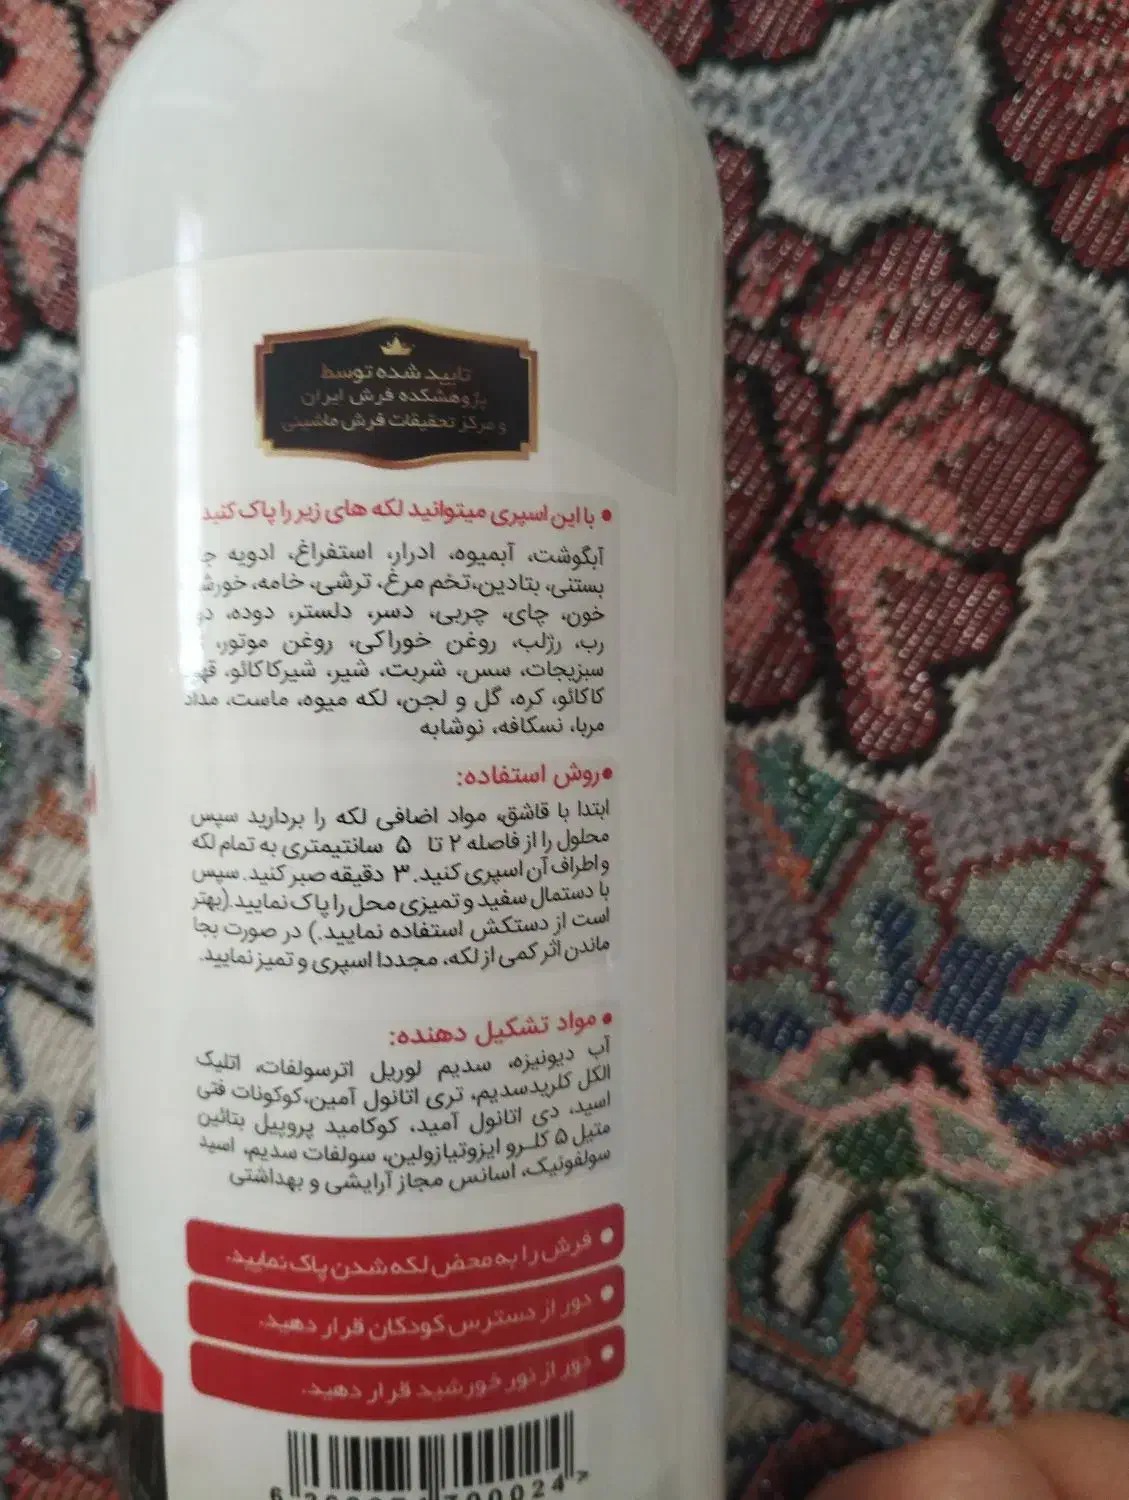 تایید شده توسط
پژوهشکده فرش ایران
و مرکز تحقیقات فرش ماشینی
• با این اسپری میتوانید لکه های زیر را پاک کنید
آبگوشت، آبمیوه، ادرار، استفراغ، ادویه
بستنی، بتادین،تخم مرغ، ترشی، خامه،
خون، چای، چربی، دسر، دلستر، دوده،
رب، رژلب، روغن خوراکی، روغن موتور،
سبزیجات، سس، شربت، شیر، شیرکاکائو،
کاکائو، کره، گل و لجن، لکه میوه، ماست، مداد
مربا، نسکافه، نوشابه
•روش استفاده:
ابتدا با قاشق، مواد اضافی لکه را بردارید سپس
محلول را از فاصله ۲ تا ۵ سانتیمتری به تمام لکه
و اطراف آن اسپری کنید. ۳ دقیقه صبر کنید. سپس
با دستمال سفید و تمیزی محل را پاک نمایید.(بهتر
است از دستکش استفاده نمایید.) در صورت بجا
ماندن اثر کمی از لکه، مجددا اسپری و تمیز نمایید.
• مواد تشکیل دهنده:
آب دیونیزه، سدیم لوریل اترسولفات، اتلیک
الکل کلریدسدیم، تری اتانول آمین،کوکونات فتی
اسید، دی اتانول آمید، کوکامید پروپیل بتائین
متیل ۵ کلرو ایزوتیازولین، سولفات سدیم، اسید
سولفونیک، اسانس مجاز آرایشی و بهداشتی
• فرش را به محض لکه شدن پاک نمایید.
• دور از دسترس کودکان قرار دهید.
• دور از نور خورشید قرار دهید.